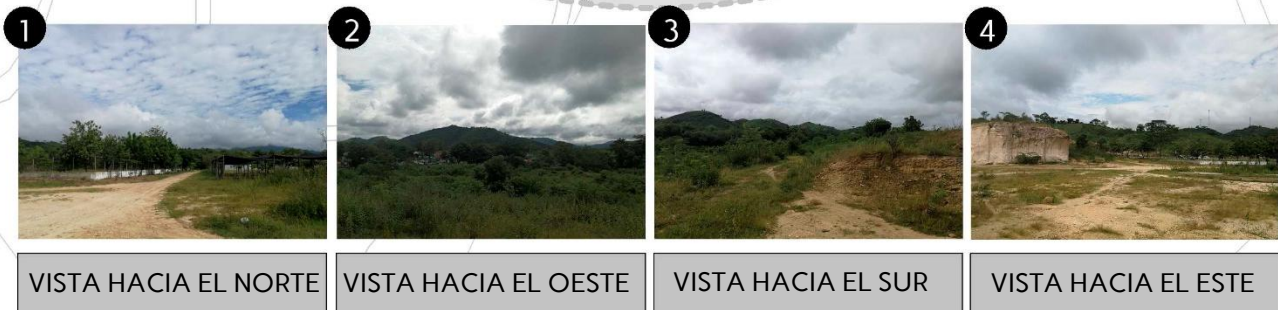 1
2
3
4
VISTA HACIA EL NORTE
VISTA HACIA EL OESTE
VISTA HACIA EL SUR
VISTA HACIA EL ESTE